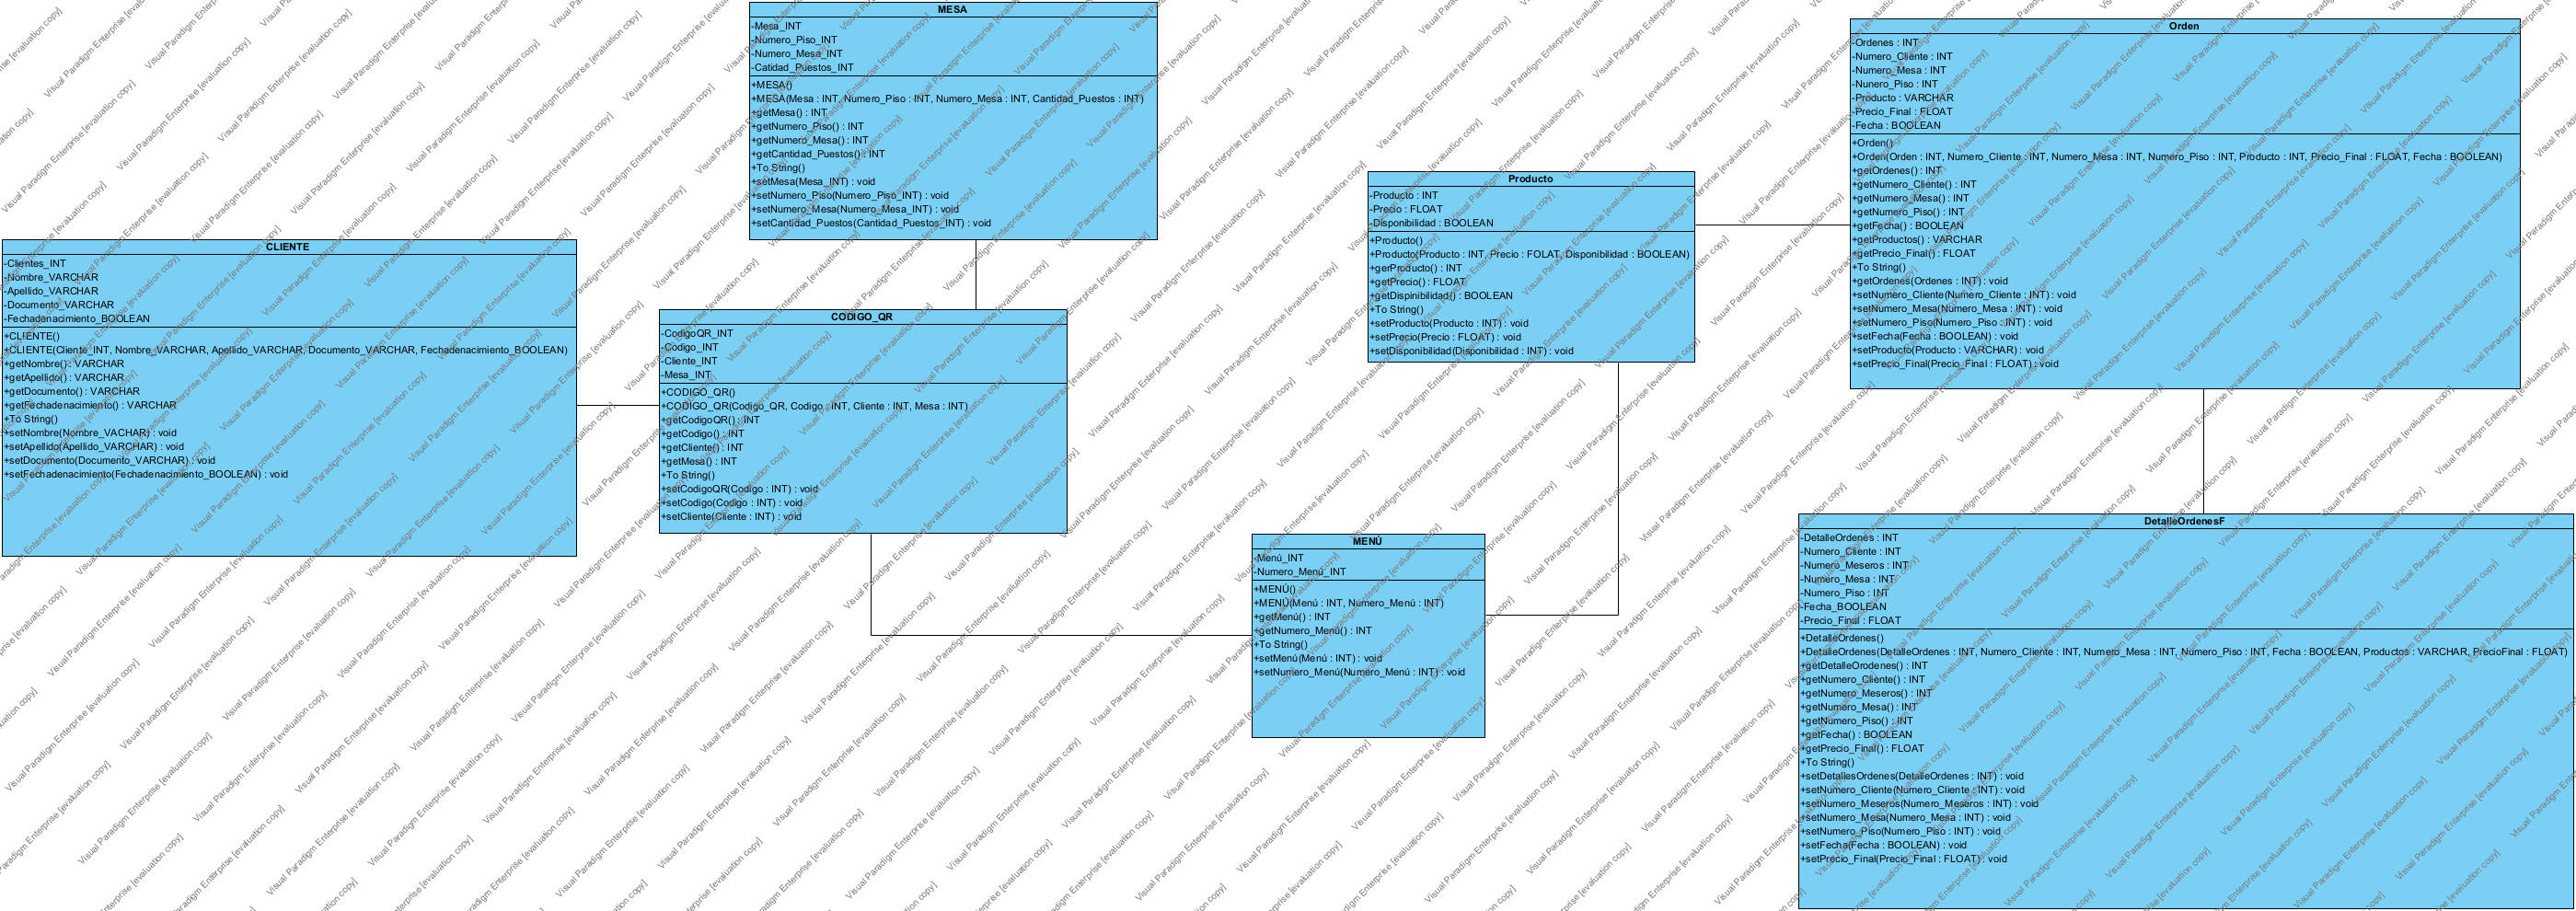 MESA
-Mesa_INT
-Numero_Piso_INT
-Numero_Mesa_INT
-Catidad_Puestos_INT
+MESA()
+MESA(Mesa : INT, Numero_Piso : INT, Numero_Mesa : INT, Cantidad_Puestos : INT)
+getMesa() : INT
+getNumero_Piso() : INT
+getNumero_Mesa() : INT
+getCantidad_Puestos() : INT
+To String()
+setMesa(Mesa_INT) : void
+setNumero_Piso(Numero_Piso_INT) : void
+setNumero_Mesa(Numero_Mesa_INT) : void
+setCantidad_Puestos(Cantidad_Puestos_INT) : void
CLIENTE
-Clientes_INT
-Nombre_VARCHAR
-Apellido_VARCHAR
-Documento_VARCHAR
-Fechadenacimiento_BOOLEAN
+CLIENTE()
+CLIENTE(Cliente_INT, Nombre_VARCHAR, Apellido_VARCHAR, Documento_VARCHAR, Fechadenacimiento_BOOLEAN)
+getNombre() : VARCHAR
+getApellido() : VARCHAR
+getDocumento() : VARCHAR
+getFechadenacimiento() : VARCHAR
+To String()
+setNombre(Nombre_VACHAR) : void
+setApellido(Apellido_VARCHAR) : void
+setDocumento(Documento_VARCHAR) : void
+setFechadenacimiento(Fechadenacimiento_BOOLEAN) : void
CODIGO_QR
-CodigoQR_INT
-Codigo_INT
-Cliente_INT
-Mesa_INT
+CODIGO_QR()
+CODIGO_QR(Codigo_QR, Codigo : INT, Cliente : INT, Mesa : INT)
+getCodigoQR() : INT
+getCodigo() : INT
+getCliente() : INT
+getMesa() : INT
+To String()
+setCodigoQR(Codigo : INT) : void
+setCodigo(Codigo : INT) : void
+setCliente(Cliente : INT) : void
MENÚ
-Menú_INT
-Numero_Menú_INT
+MENÚ()
+MENÚ(Menú : INT, Numero_Menú : INT)
+getMenú() : INT
+getNumero_Menú() : INT
+To String()
+setMenú(Menú : INT) : void
+setNumero_Menú(Numero_Menú : INT) : void
Producto
-Producto : INT
-Precio : FLOAT
-Disponibilidad : BOOLEAN
+Producto()
+Producto(Producto : INT, Precio : FOLAT, Disponibilidad : BOOLEAN)
+gerProducto() : INT
+getPrecio() : FLOAT
+getDispinibilidad() : BOOLEAN
+To String()
+setProducto(Producto : INT) : void
+setPrecio(Precio : FLOAT) : void
+setDisponibilidad(Disponibilidad : INT) : void
Orden
-Ordenes : INT
-Numero_Cliente : INT
-Numero_Mesa : INT
-Nunero_Piso : INT
-Producto : VARCHAR
-Precio_Final : FLOAT
-Fecha : BOOLEAN
+Orden()
+Orden(Orden : INT, Numero_Cliente : INT, Numero_Mesa : INT, Numero_Piso : INT, Producto : INT, Precio_Final : FLOAT, Fecha : BOOLEAN)
+getOrdenes() : INT
+getNumero_Cliente() : INT
+getNumero_Mesa() : INT
+getNumero_Piso() : INT
+getFecha() : BOOLEAN
+getProductos() : VARCHAR
+getPrecio_Final() : FLOAT
+To String()
+setOrdenes(Ordenes : INT) : void
+setNumero_Cliente(Numero_Cliente : INT) : void
+setNumero_Mesa(Numero_Mesa : INT) : void
+setNumero_Piso(Numero_Piso : INT) : void
+setFecha(Fecha : BOOLEAN) : void
+setProducto(Producto : VARCHAR) : void
+setPrecio_Final(Precio_Final : FLOAT) : void
DetalleOrdenesF
-DetalleOrdenes : INT
-Numero_Cliente : INT
-Numero_Meseros : INT
-Numero_Mesa : INT
-Numero_Piso : INT
-Fecha_BOOLEAN
-Precio_Final : FLOAT
+DetalleOrdenes()
+DetalleOrdenes(DetalleOrdenes : INT, Numero_Cliente : INT, Numero_Mesa : INT, Numero_Piso : INT, Fecha : BOOLEAN, Productos : VARCHAR, PrecioFinal : FLOAT)
+getDetalleOrodenes() : INT
+getNumero_Cliente() : INT
+getNumero_Meseros() : INT
+getNumero_Mesa() : INT
+getNumero_Piso() : INT
+getFecha() : BOOLEAN
+getPrecio_Final() : FLOAT
+To String()
+setDetallesOrdenes(DetalleOrdenes : INT) : void
+setNumero_Cliente(Numero_Cliente : INT) : void
+setNumero_Meseros(Numero_Meseros : INT) : void
+setNumero_Mesa(Numero_Mesa : INT) : void
+setNumero_Piso(Numero_Piso : INT) : void
+setFecha(Fecha : BOOLEAN) : void
+setPrecio_Final(Precio_Final : FLOAT) : void
Visual Paradigm Enterprise [evaluation copy]